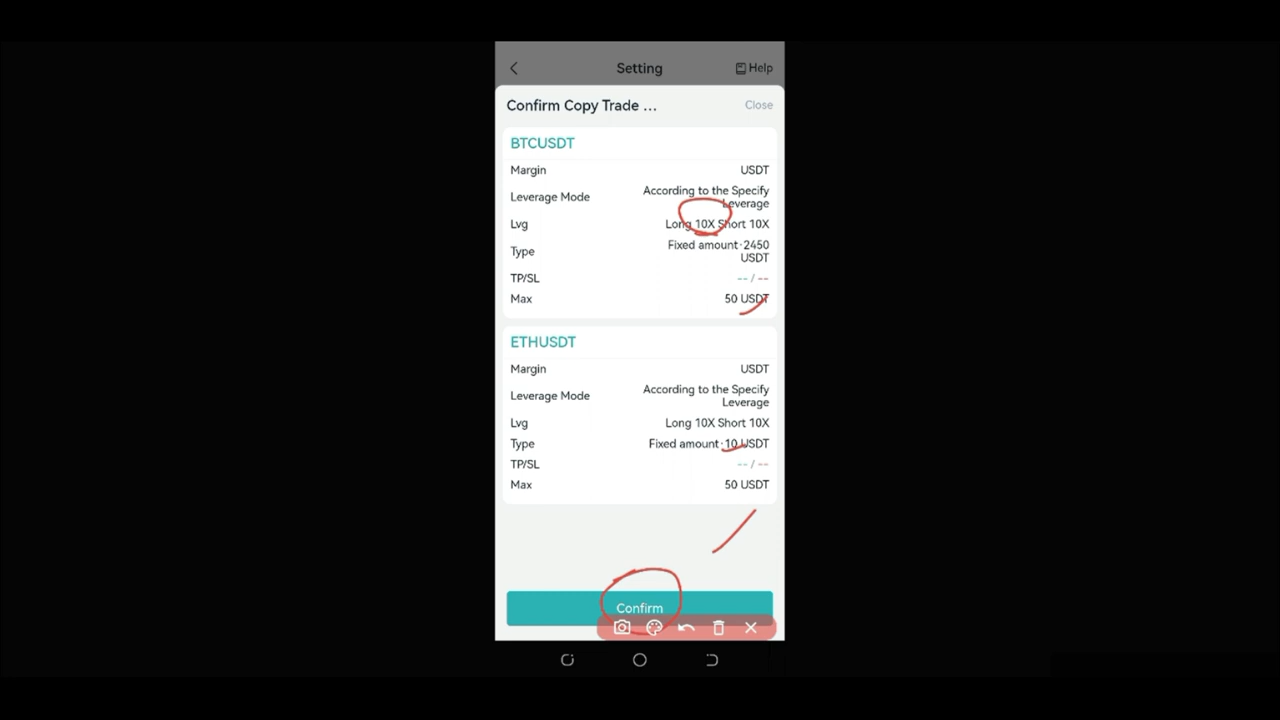 Setting
Help
Confirm Copy Trade ...
Close
BTCUSDT
Margin
USDT
Leverage Mode
According to the Specify
Leverage
Lvg
Long 10X Short 10X
Type
Fixed amount·2450
USDT
TP/SL
-- / --
Max
50 USDT
ETHUSDT
Margin
USDT
Leverage Mode
According to the Specify
Leverage
Lvg
Long 10X Short 10X
Type
Fixed amount·10 USDT
TP/SL
-- / --
Max
50 USDT
Confirm